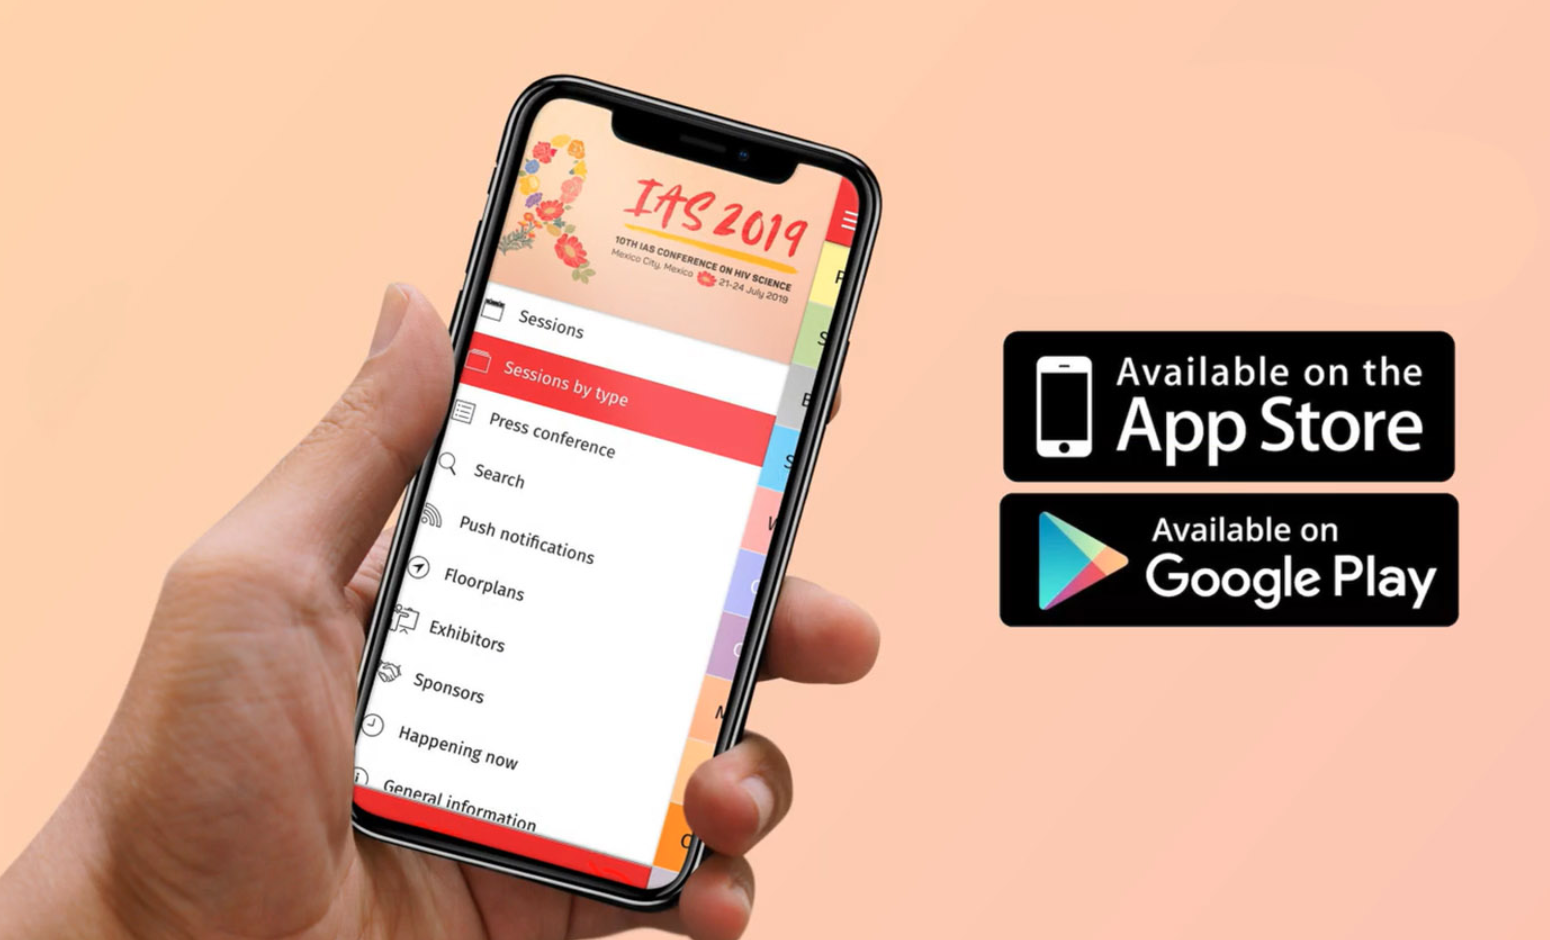 IAS 2019
10TH IAS CONFERENCE ON HIV SCIENCE
Mexico City, Mexico 21-24 July 2019
Sessions
Sessions by type
Press conference
Search
Push notifications
Floorplans
Exhibitors
Sponsors
Happening now
General information
Available on the
App Store
Available on
Google Play